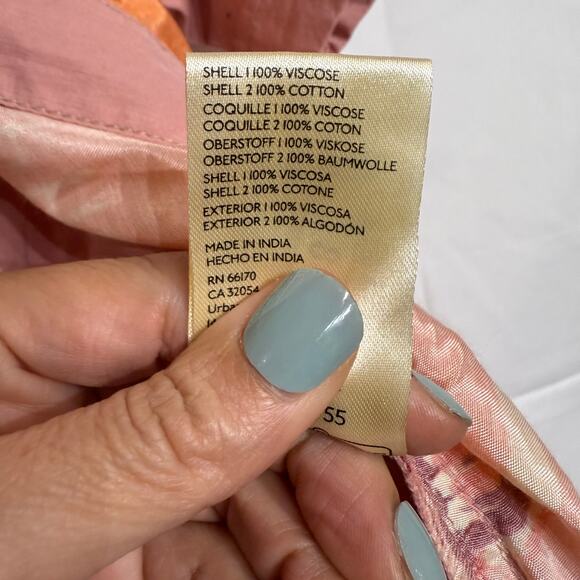 SHELL 1 100% VISCOSE
SHELL 2 100% COTTON
COQUILLE 1 100% VISCOSE
COQUILLE 2 100% COTON
OBERSTOFF 1 100% VISKOSE
OBERSTOFF 2 100% BAUMWOLLE
SHELL 1 100% VISCOSA
SHELL 2 100% COTONE
EXTERIOR 1 100% VISCOSA
EXTERIOR 2 100% ALGODÓN
MADE IN INDIA
HECHO EN INDIA
RN 66170
CA 32054
Urba
55